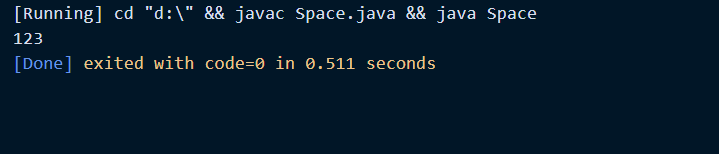 [Running] cd "d:\" && javac Space.java && java Space
123
[Done] exited with code=0 in 0.511 seconds